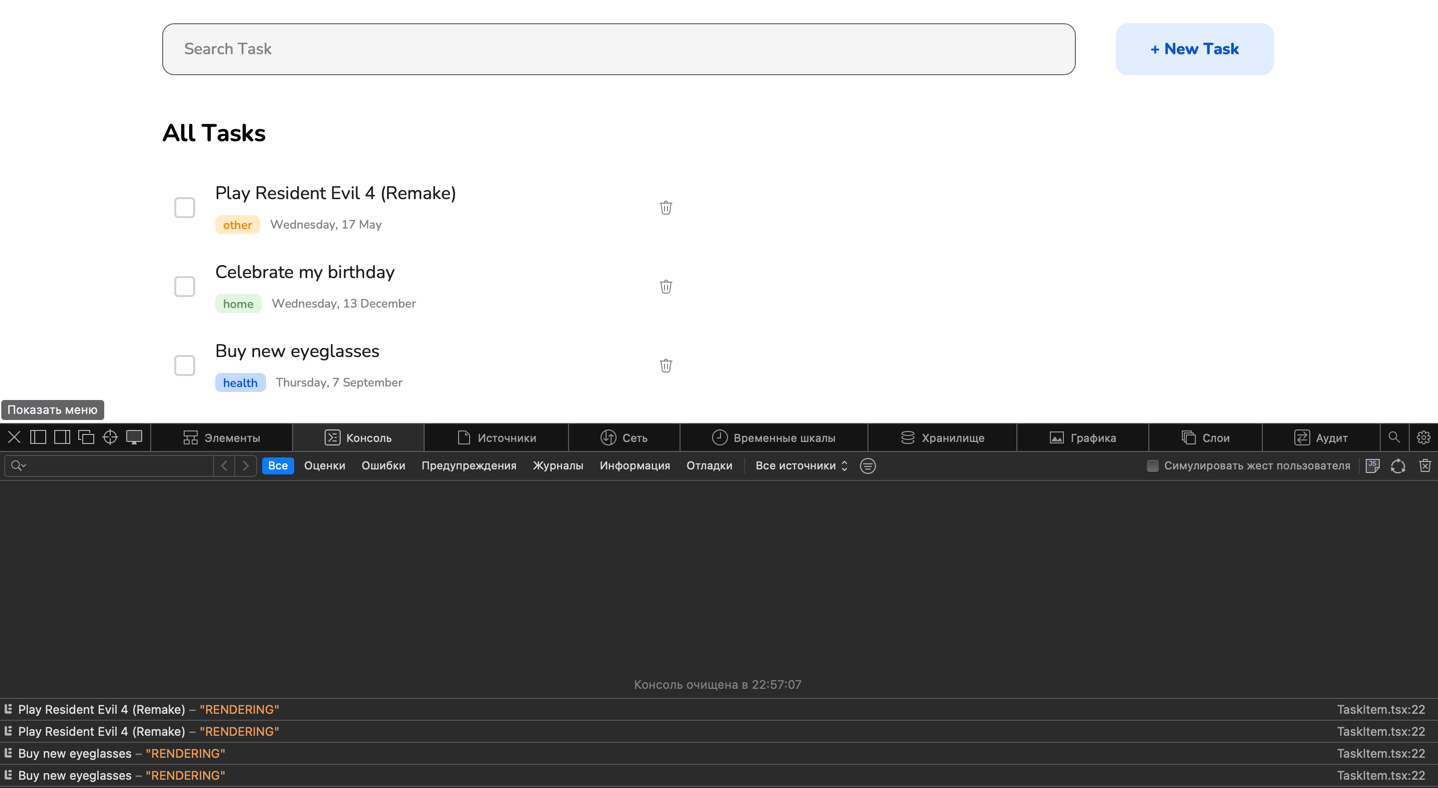 Search Task
+ New Task
All Tasks
Play Resident Evil 4 (Remake)
other Wednesday, 17 May
Celebrate my birthday
home Wednesday, 13 December
Buy new eyeglasses
health Thursday, 7 September
Показать меню
Элементы Консоль Источники Сеть Временные шкалы Хранилище Графика Слои Аудит
Все Оценки Ошибки Предупреждения Журналы Информация Отладки Все источники Симулировать жест пользователя
Консоль очищена в 22:57:07
Play Resident Evil 4 (Remake) – "RENDERING" TaskItem.tsx:22
Play Resident Evil 4 (Remake) – "RENDERING" TaskItem.tsx:22
Buy new eyeglasses – "RENDERING" TaskItem.tsx:22
Buy new eyeglasses – "RENDERING" TaskItem.tsx:22